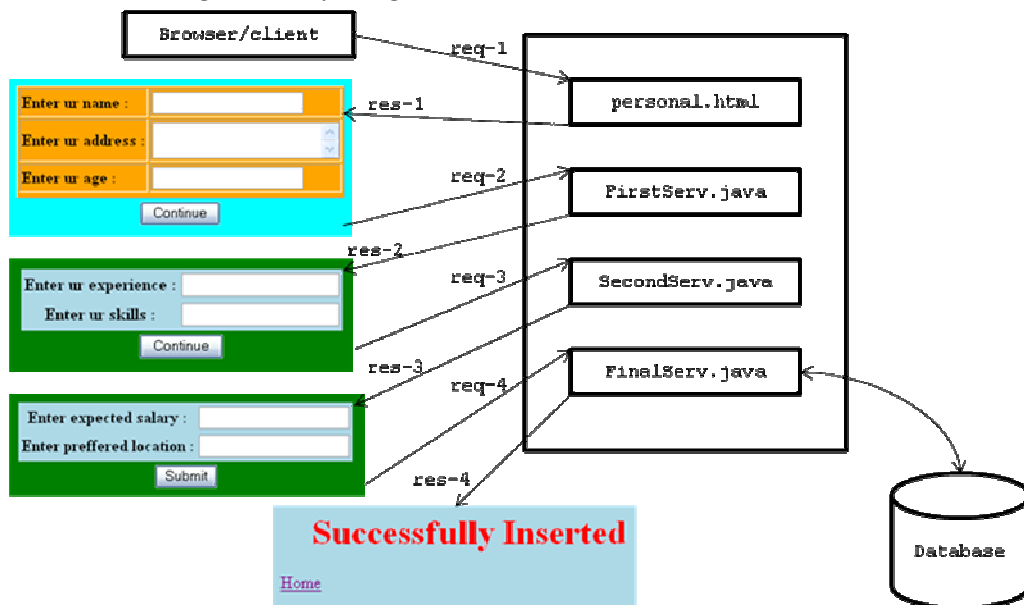 Browser/client
req-1
personal.html
Enter ur name :
res-1
Enter ur address :
Enter ur age :
Continue
req-2
FirstServ.java
res-2
Enter ur experience :
req-3
SecondServ.java
Enter ur skills :
Continue
res-3
req-4
FinalServ.java
Enter expected salary :
Enter preffered location :
Submit
res-4
Successfully Inserted
Home
Database